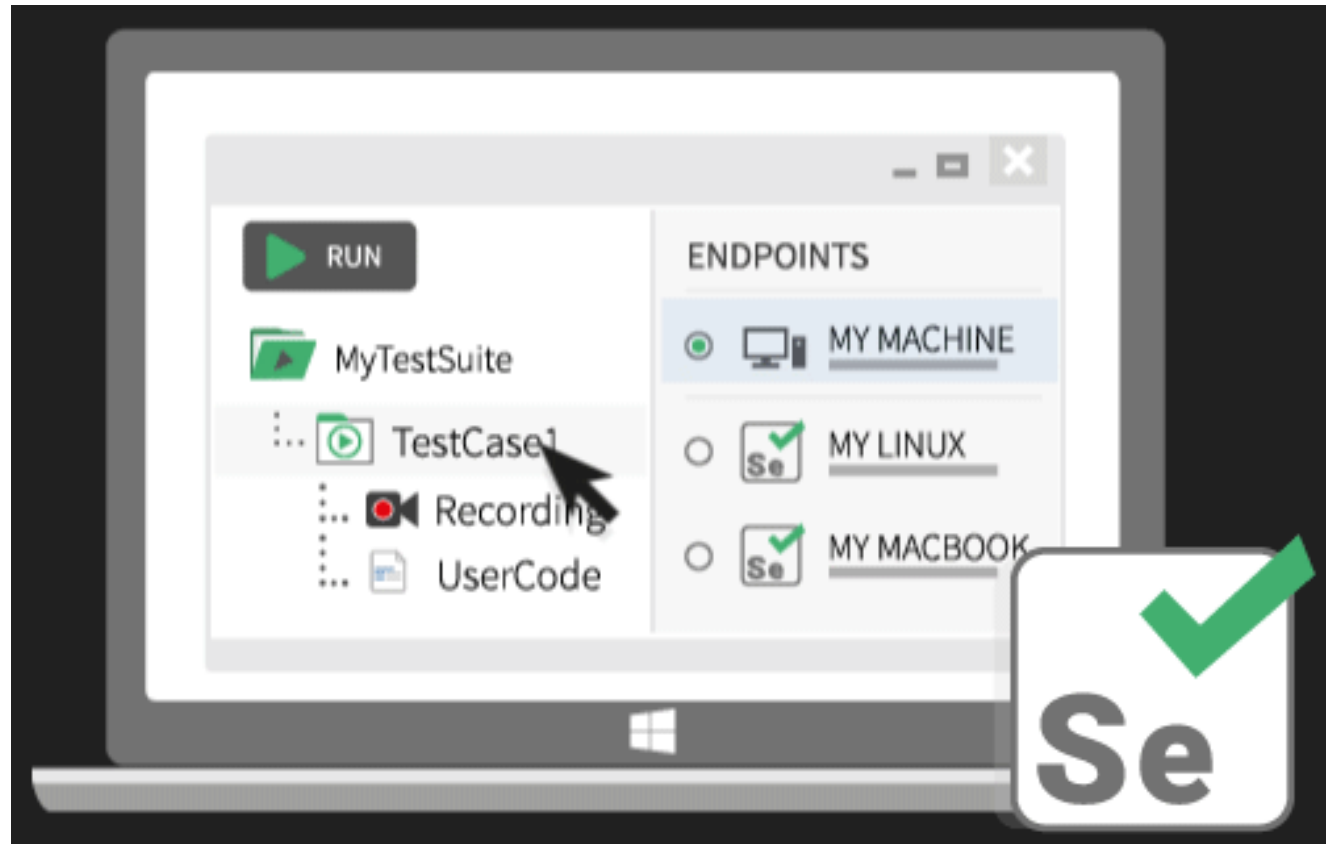 RUN
MyTestSuite
TestCase1
Recording
UserCode
ENDPOINTS
MY MACHINE
Se
MY LINUX
Se
MY MACBOOK
Se